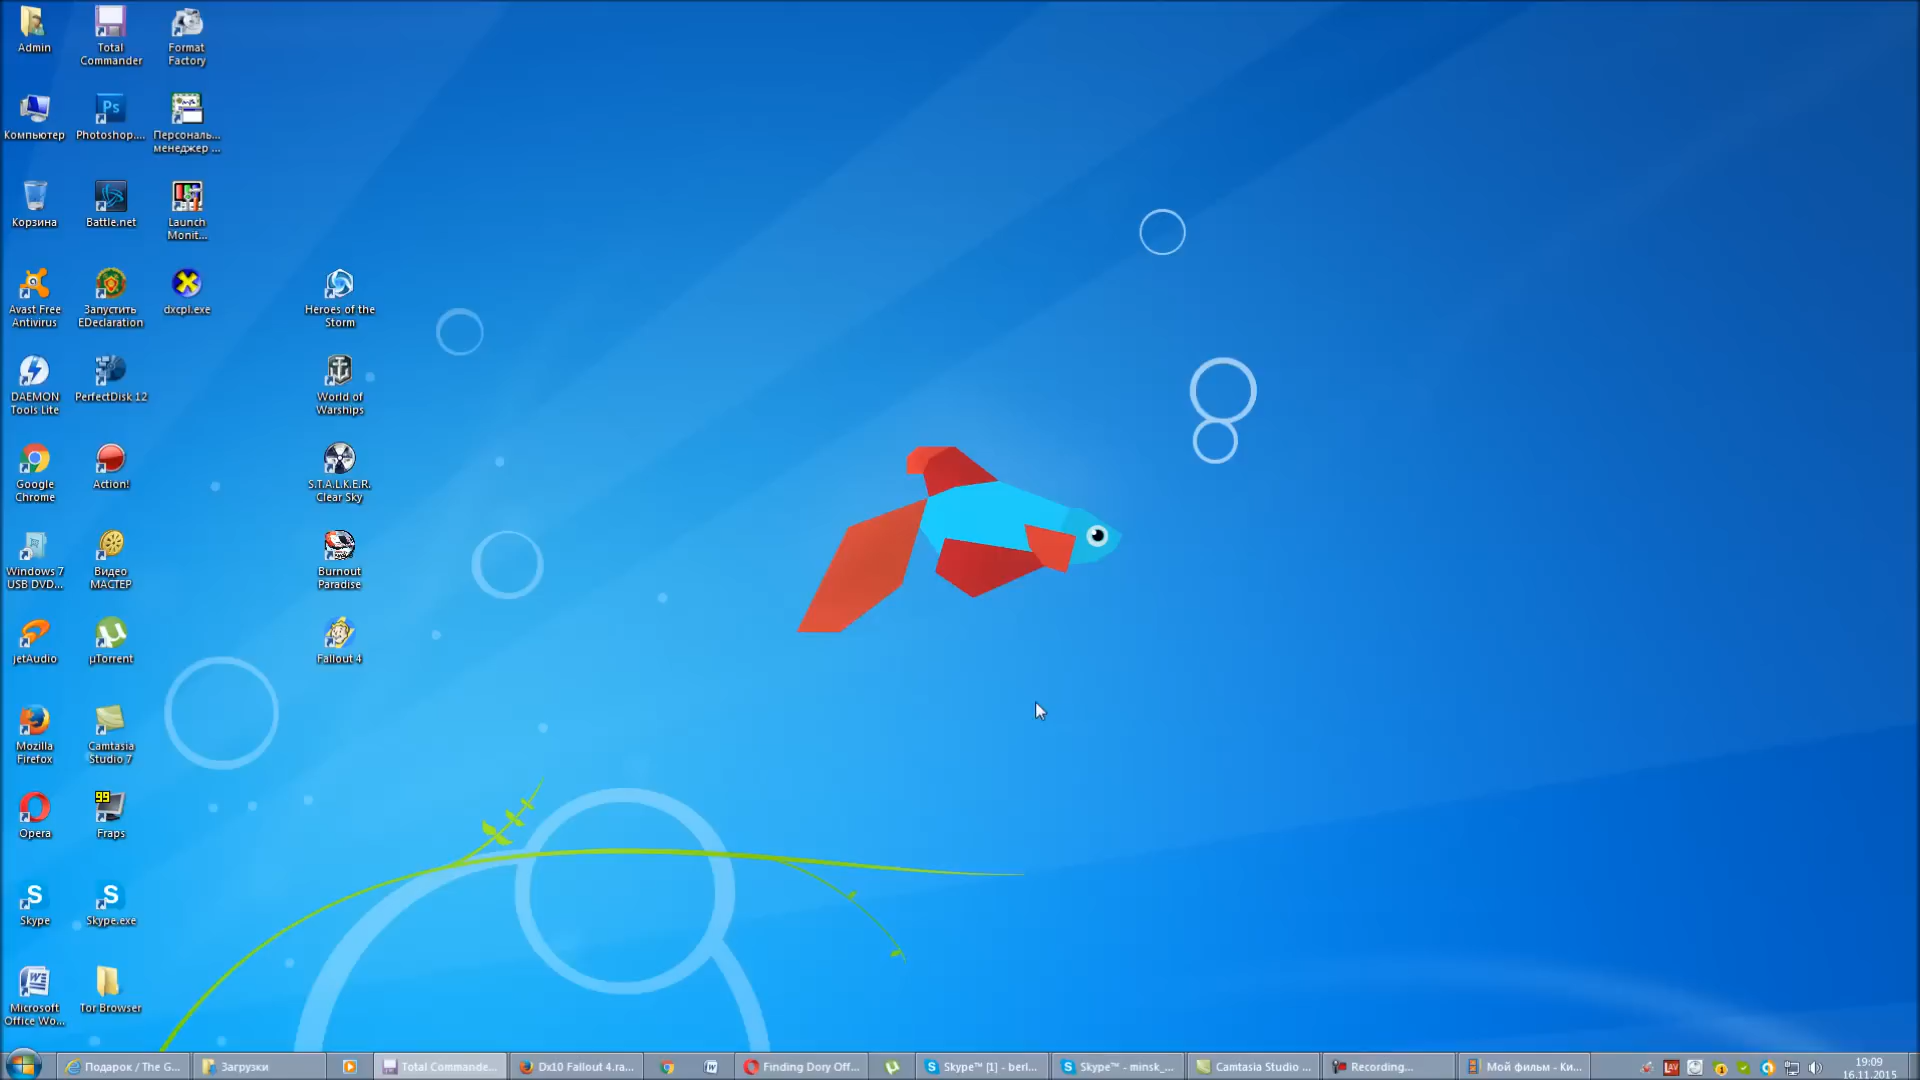 Admin
Total
Commander
Format
Factory
Компьютер
Photoshop....
Персональ...
менеджер ...
Корзина
Battle.net
Launch
Monit...
Avast Free
Antivirus
Запустить
EDeclaration
dxcpl.exe
Heroes of the
Storm
DAEMON
Tools Lite
PerfectDisk 12
World of
Warships
Google
Chrome
Action!
S.T.A.L.K.E.R.
Clear Sky
Windows 7
USB DVD...
Видео
МАСТЕР
Burnout
Paradise
jetAudio
µTorrent
Fallout 4
Mozilla
Firefox
Camtasia
Studio 7
Opera
99
Fraps
Skype
Skype.exe
Microsoft
Office Wo...
Tor Browser
Подарок / The G...
Загрузки
Total Commande...
Dx10 Fallout 4.ra...
Finding Dory Off...
Skype™ [1] - berl...
Skype™ - minsk_...
Camtasia Studio ...
Recording...
Мой фильм - Ки...
19:09
16.11.2015